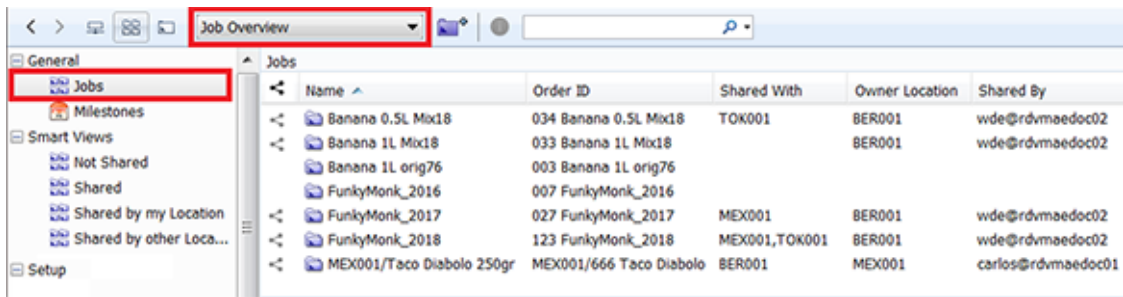 Job Overview
General
Jobs
Milestones
Smart Views
Not Shared
Shared
Shared by my Location
Shared by other Loca...
Setup
Jobs
Name Order ID Shared With Owner Location Shared By
Banana 0.5L Mix18 034 Banana 0.5L Mix18 TOK001 BER001 wde@rdvmaedoc02
Banana 1L Mix18 033 Banana 1L Mix18 BER001 wde@rdvmaedoc02
Banana 1L orig76 003 Banana 1L orig76
FunkyMonk_2016 007 FunkyMonk_2016
FunkyMonk_2017 027 FunkyMonk_2017 MEX001 BER001 wde@rdvmaedoc02
FunkyMonk_2018 123 FunkyMonk_2018 MEX001,TOK001 BER001 wde@rdvmaedoc02
MEX001/Taco Diabolo 250gr MEX001/666 Taco Diabolo BER001 MEX001 carlos@rdvmaedoc01